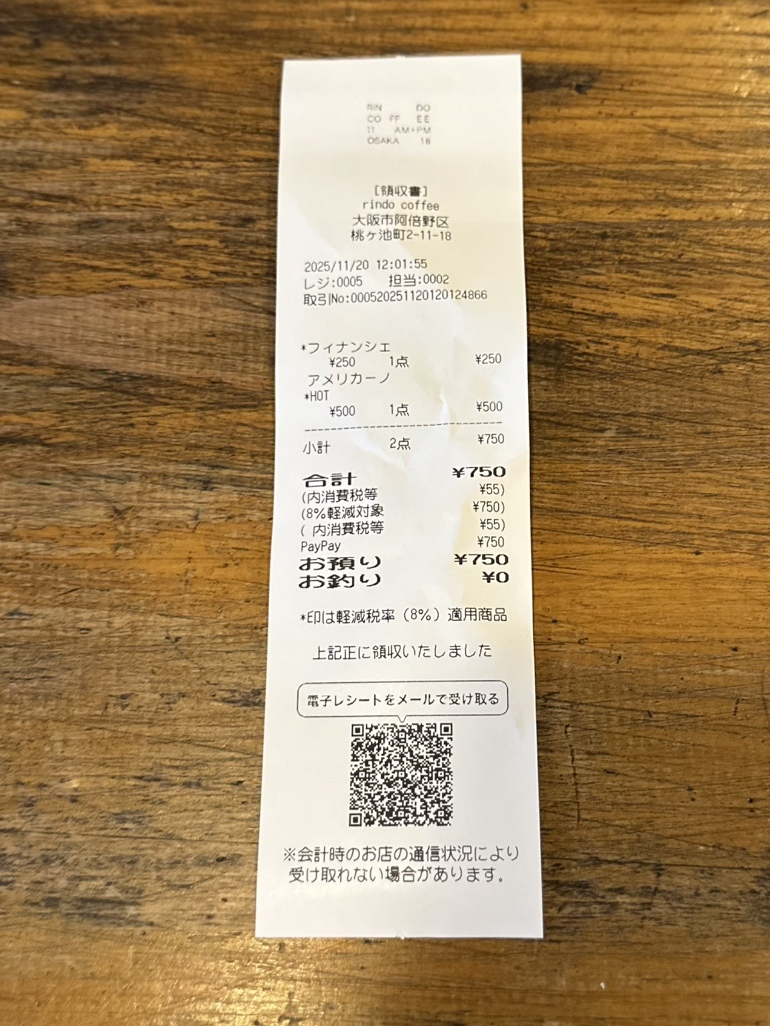 RIN DO
CO FF EE
11 AM-PM
OSAKA 18
[領収書]
rindo coffee
大阪市阿倍野区
桃ヶ池町2-11-18
2025/11/20 12:01:55
レジ:0005 担当:0002
取引No:000520251120120124866
*フィナンシェ
¥250 1点 ¥250
アメリカーノ
*HOT
¥500 1点 ¥500
小計 2点 ¥750
合計 ¥750
(内消費税等 ¥55)
(8%軽減対象 ¥750)
( 内消費税等 ¥55)
PayPay ¥750
お預り ¥750
お釣り ¥0
*印は軽減税率(8%)適用商品
上記正に領収いたしました
電子レシートをメールで受け取る
※会計時のお店の通信状況により
受け取れない場合があります。